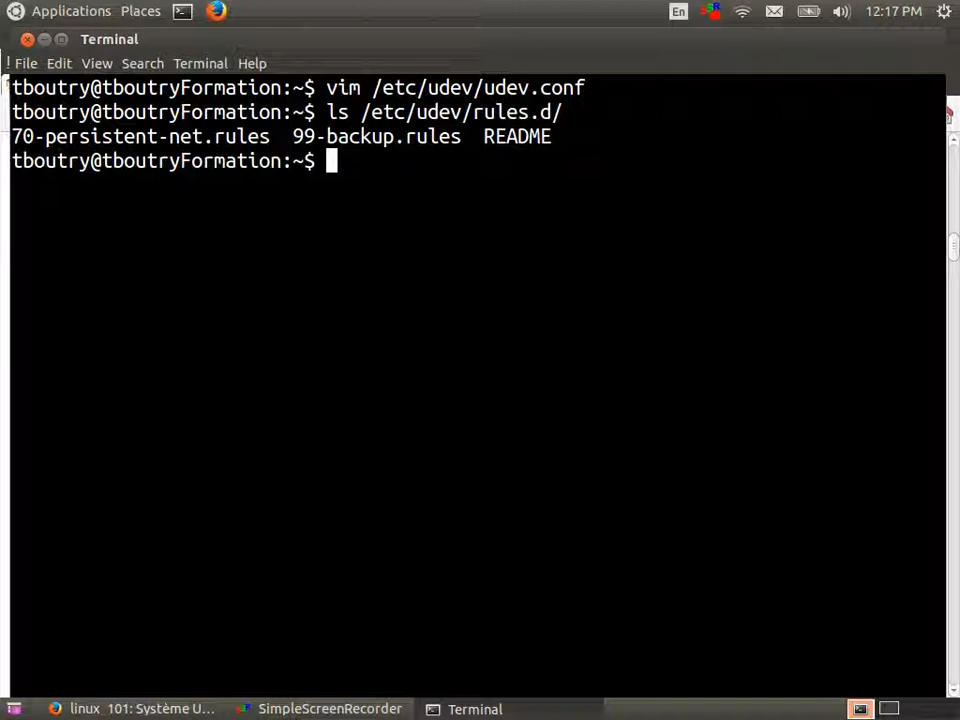 Applications Places En 12:17 PM
Terminal
File Edit View Search Terminal Help
tboutry@tboutryFormation:~$ vim /etc/udev/udev.conf
tboutry@tboutryFormation:~$ ls /etc/udev/rules.d/
70-persistent-net.rules 99-backup.rules README
tboutry@tboutryFormation:~$
linux_101: Système U... SimpleScreenRecorder Terminal